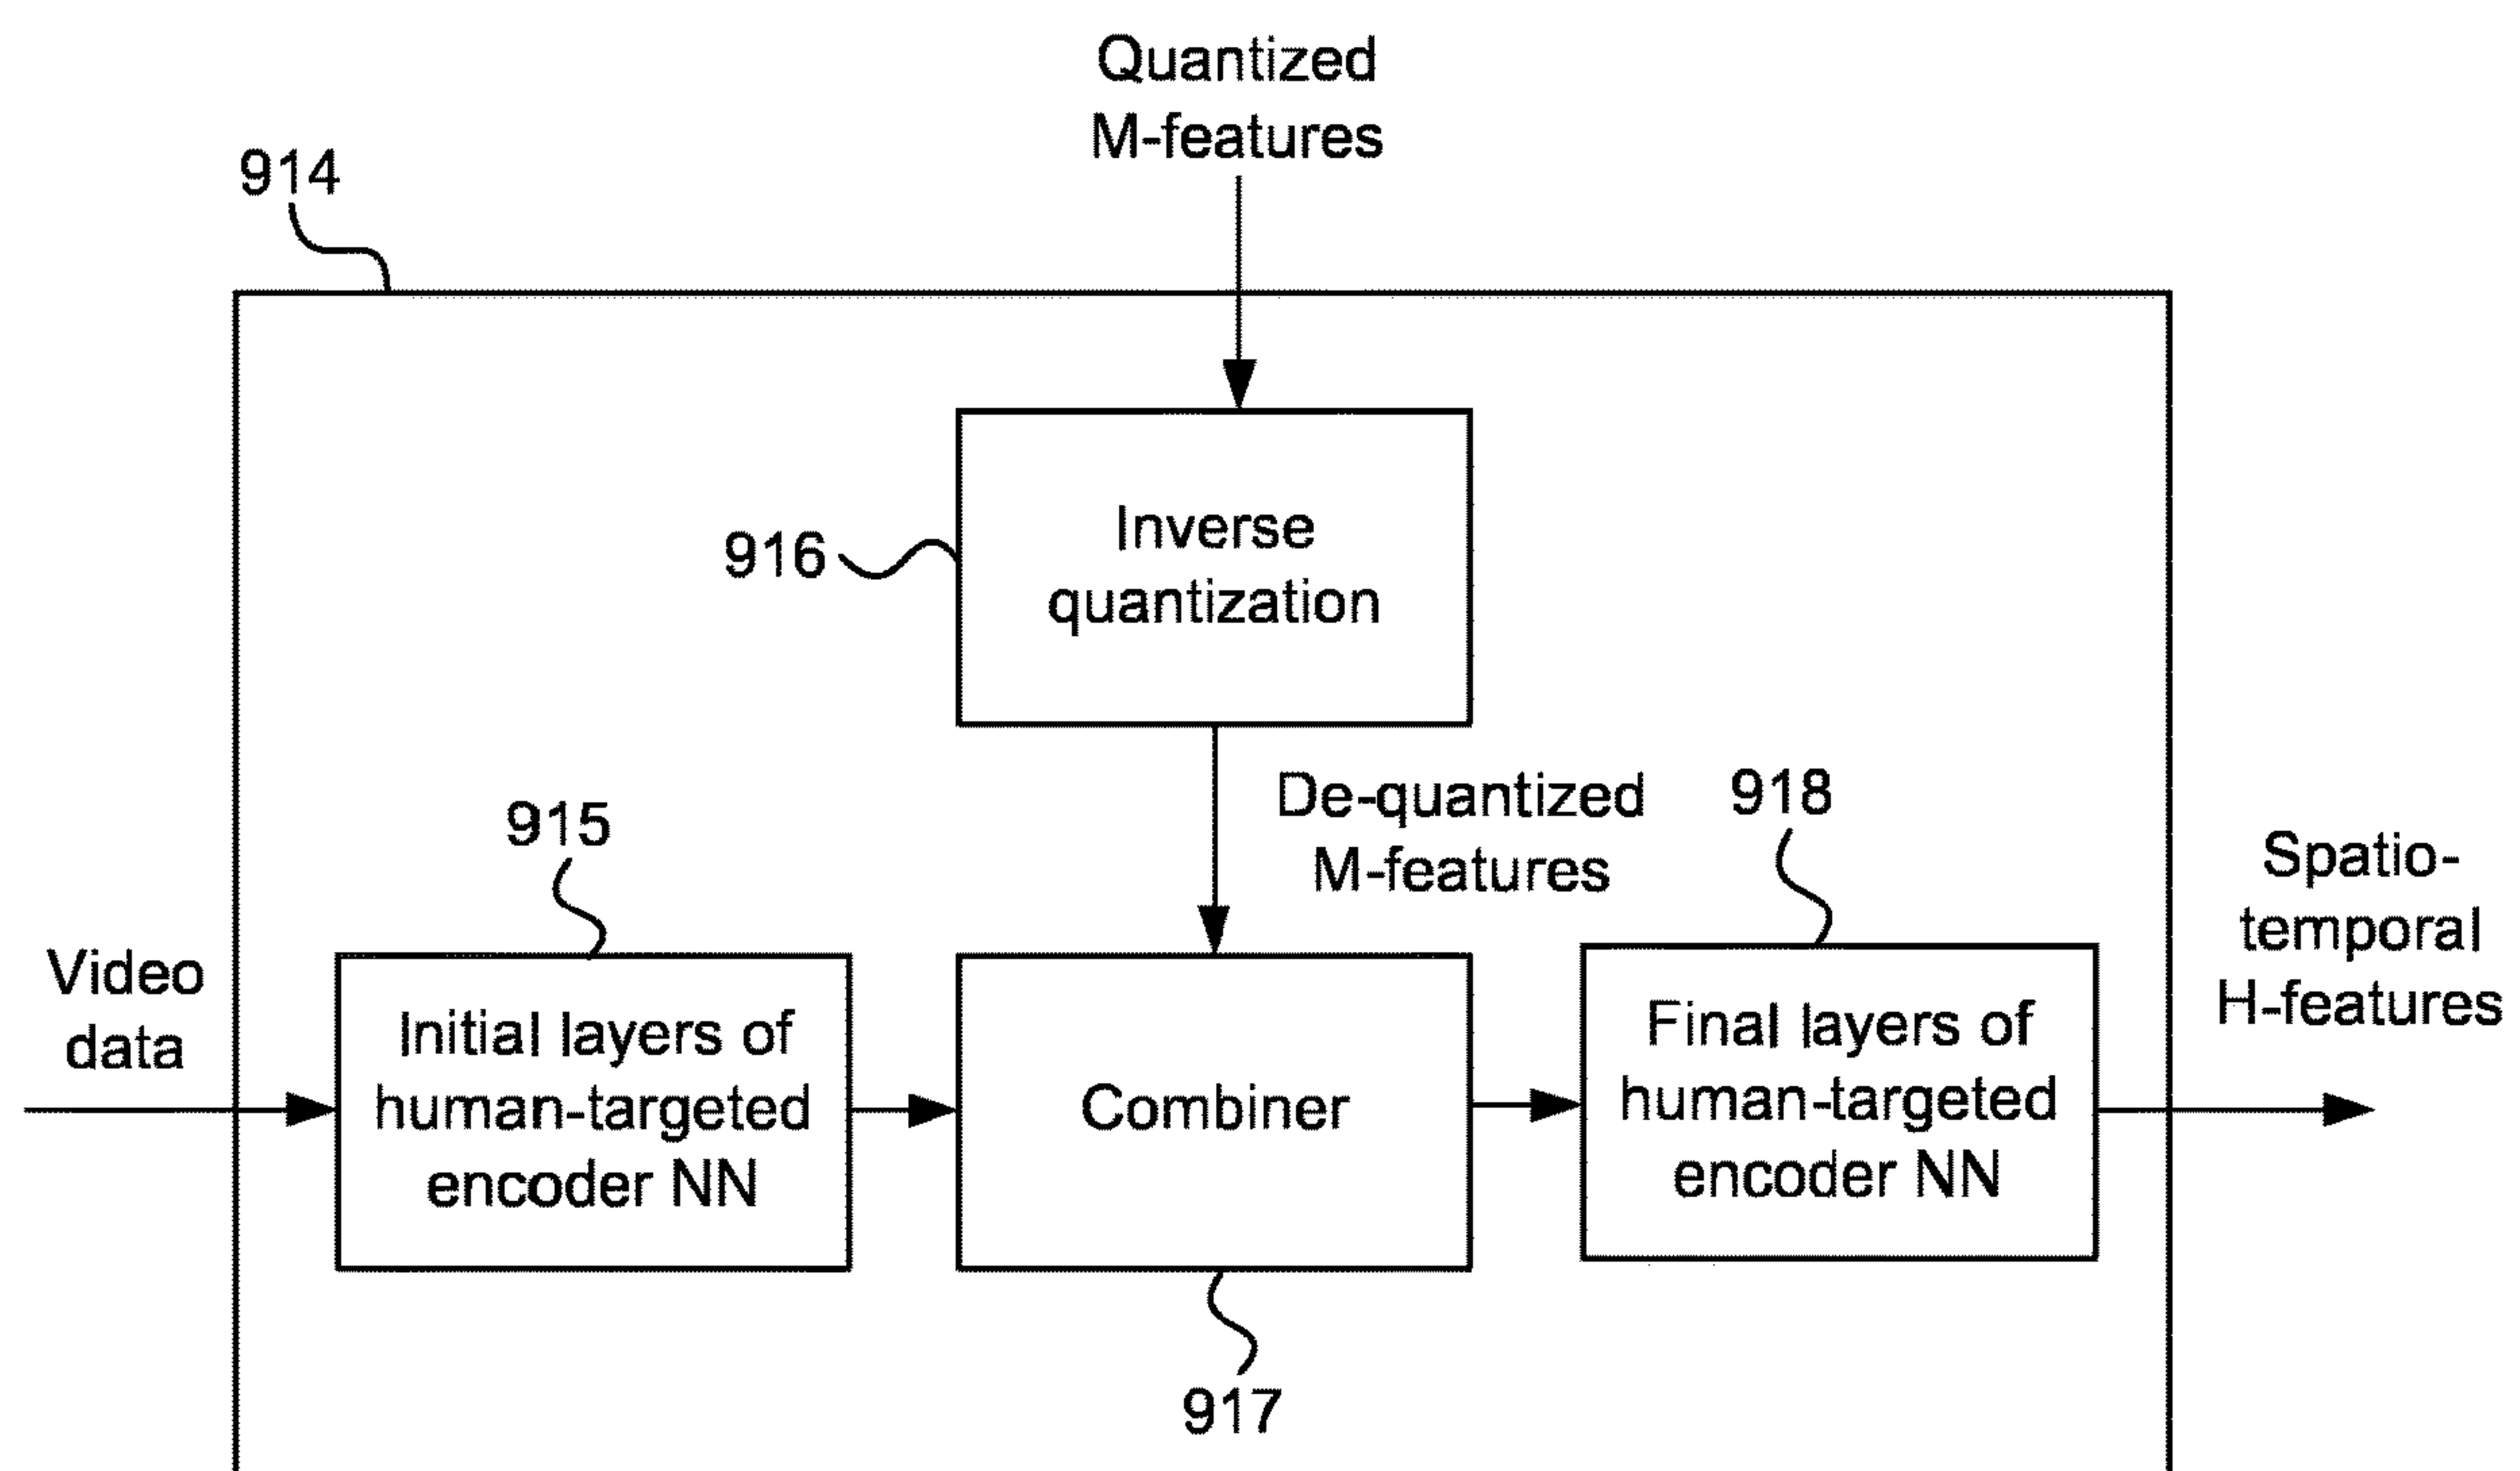 Quantized
M-features
914
Inverse
quantization
916
De-quantized
M-features
915
918
Video
data
Initial layers of
human-targeted
encoder NN
Combiner
Final layers of
human-targeted
encoder NN
Spatio-
temporal
H-features
917